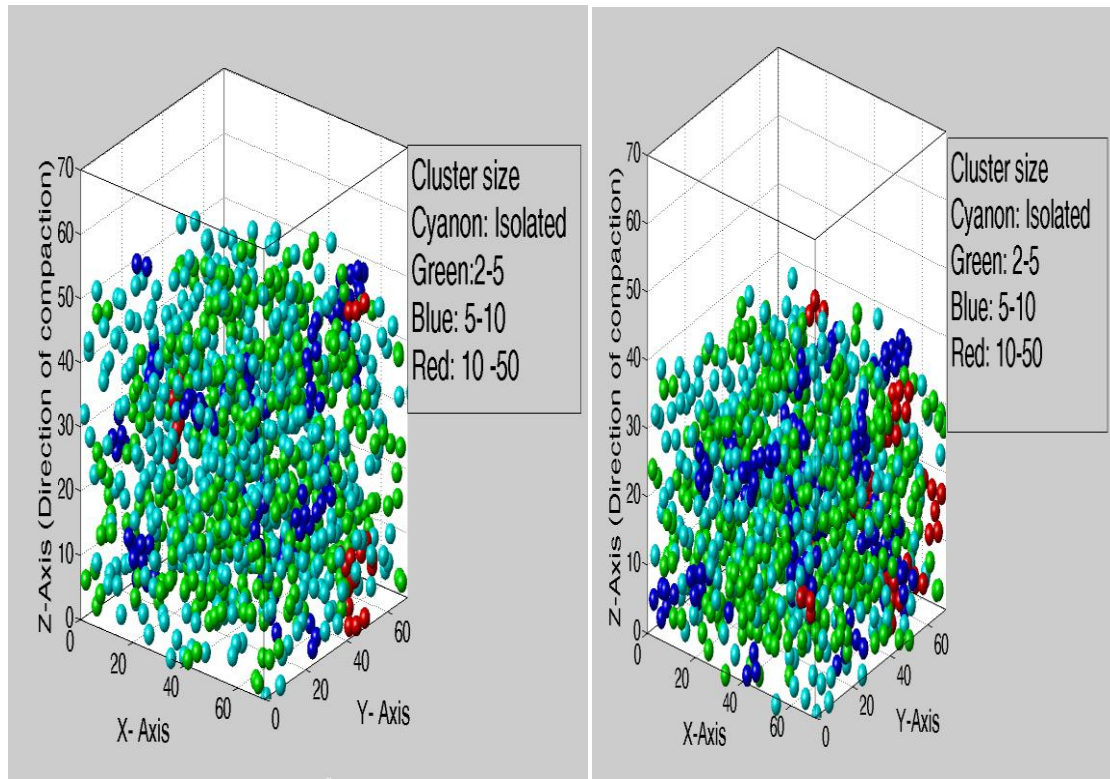 Z-Axis (Direction of compaction)
70
60
50
40
30
20
10
0
0
20
40
60
X- Axis
0
20
40
60
Y- Axis
Cluster size
Cyanon: Isolated
Green:2-5
Blue: 5-10
Red: 10 -50
Z-Axis (Direction of compaction)
70
60
50
40
30
20
10
0
0
20
40
60
X-Axis
0
20
40
60
Y-Axis
Cluster size
Cyanon: Isolated
Green: 2-5
Blue: 5-10
Red: 10-50